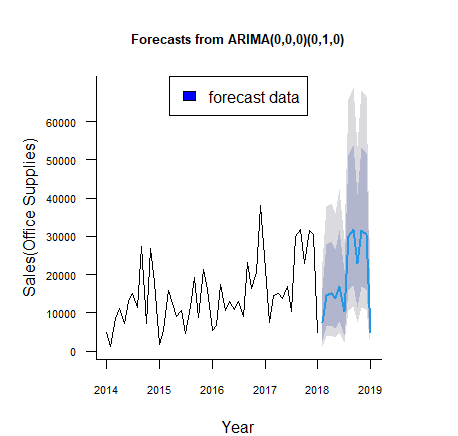 Forecasts from ARIMA(0,0,0)(0,1,0)
forecast data
Sales(Office Supplies)
60000
50000
40000
30000
20000
10000
0
2014 2015 2016 2017 2018 2019
Year